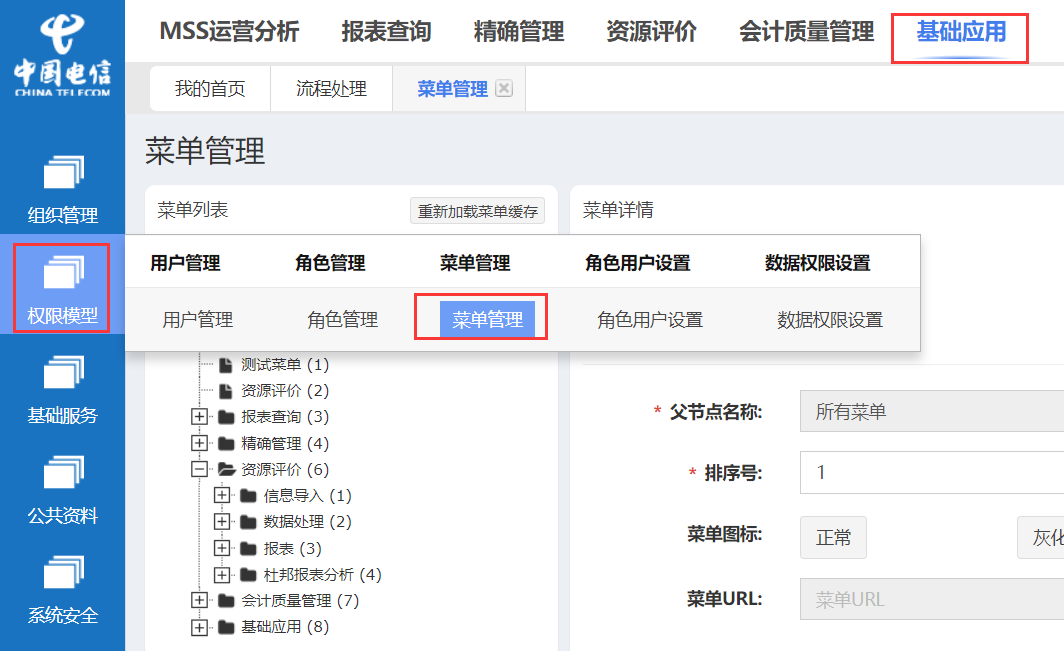 中国电信
CHINA TELECOM
MSS运营分析 报表查询 精确管理 资源评价 会计质量管理 基础应用
我的首页 流程处理 菜单管理
菜单管理
菜单列表 重新加载菜单缓存 菜单详情
组织管理
权限模型
基础服务
公共资料
系统安全
用户管理 角色管理 菜单管理 角色用户设置 数据权限设置
用户管理 角色管理 菜单管理 角色用户设置 数据权限设置
测试菜单 (1)
资源评价 (2)
报表查询 (3)
精确管理 (4)
资源评价 (6)
信息导入 (1)
数据处理 (2)
报表 (3)
杜邦报表分析 (4)
会计质量管理 (7)
基础应用 (8)
* 父节点名称: 所有菜单
* 排序号: 1
菜单图标: 正常 灰化
菜单URL: 菜单URL